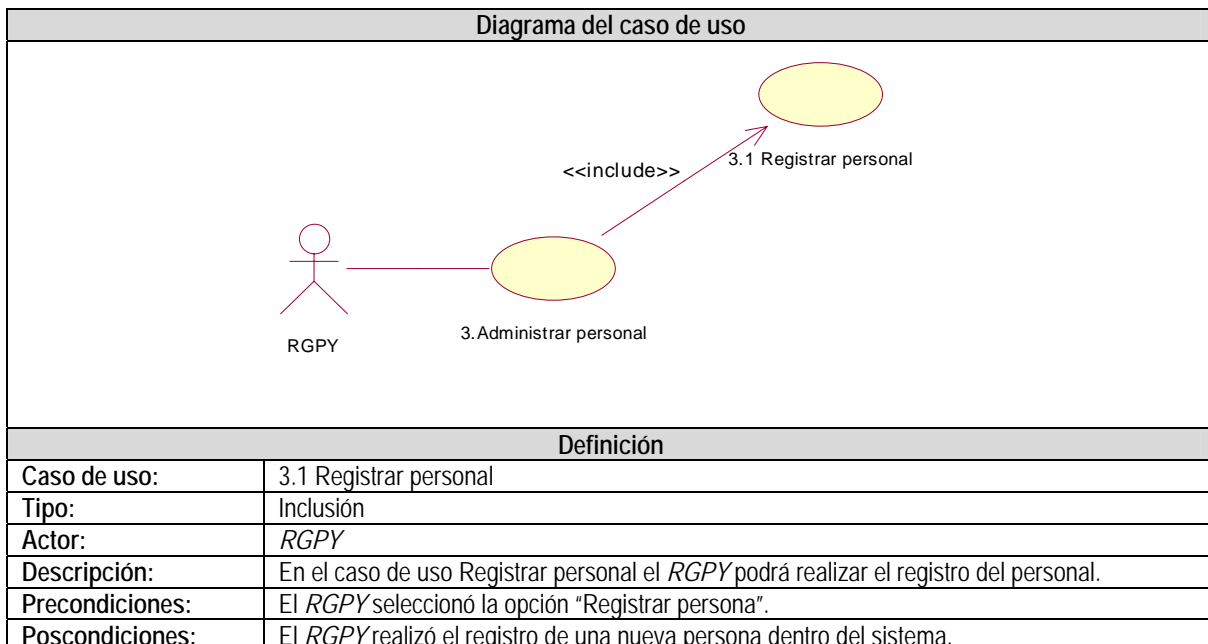 Diagrama del caso de uso
<<include>>
3.1 Registrar personal
RGPY
3.Administrar personal
Definición
Caso de uso: 3.1 Registrar personal
Tipo: Inclusión
Actor: RGPY
Descripción: En el caso de uso Registrar personal el RGPY podrá realizar el registro del personal.
Precondiciones: El RGPY seleccionó la opción “Registrar persona”.
Poscondiciones: El RGPY realizó el registro de una nueva persona dentro del sistema.